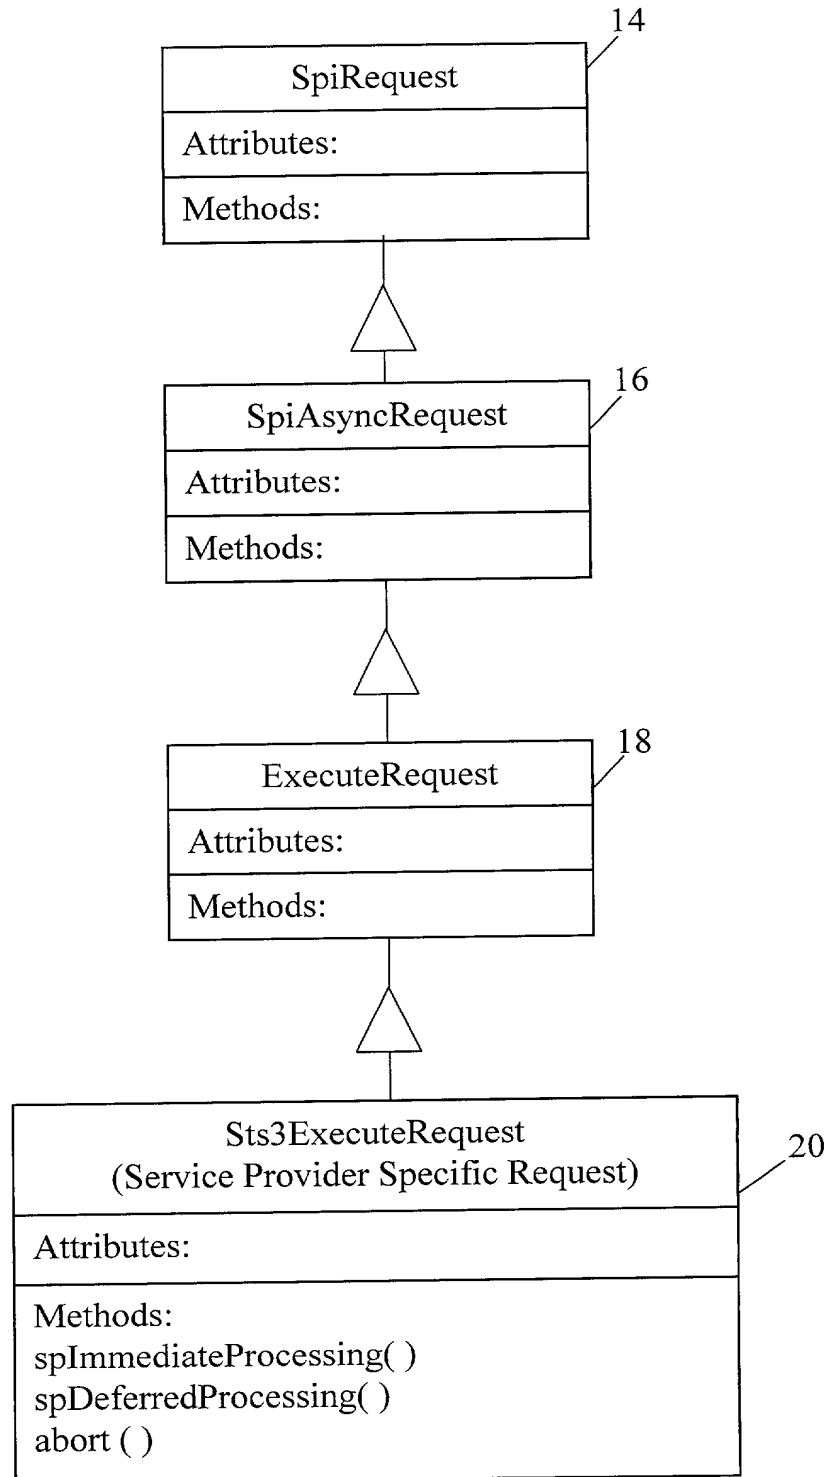 14
SpiRequest
Attributes:
Methods:
16
SpiAsyncRequest
Attributes:
Methods:
18
ExecuteRequest
Attributes:
Methods:
Sts3ExecuteRequest
(Service Provider Specific Request)
20
Attributes:
Methods:
spImmediateProcessing( )
spDeferredProcessing( )
abort ( )